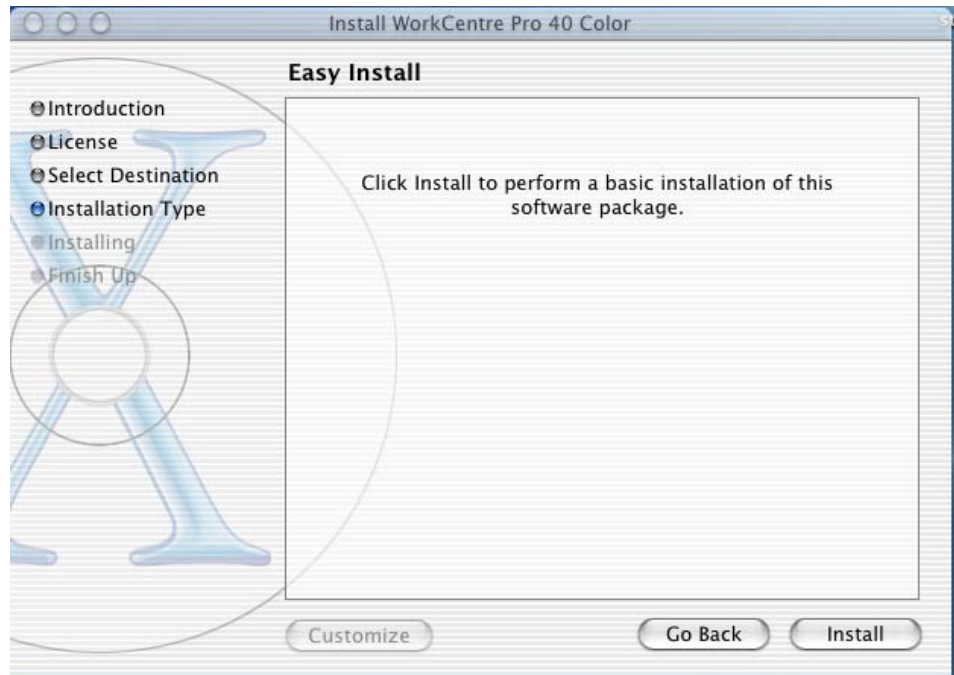 Install WorkCentre Pro 40 Color
Easy Install
Introduction
License
Select Destination
Installation Type
Installing
Finish Up
Click Install to perform a basic installation of this
software package.
Customize
Go Back
Install